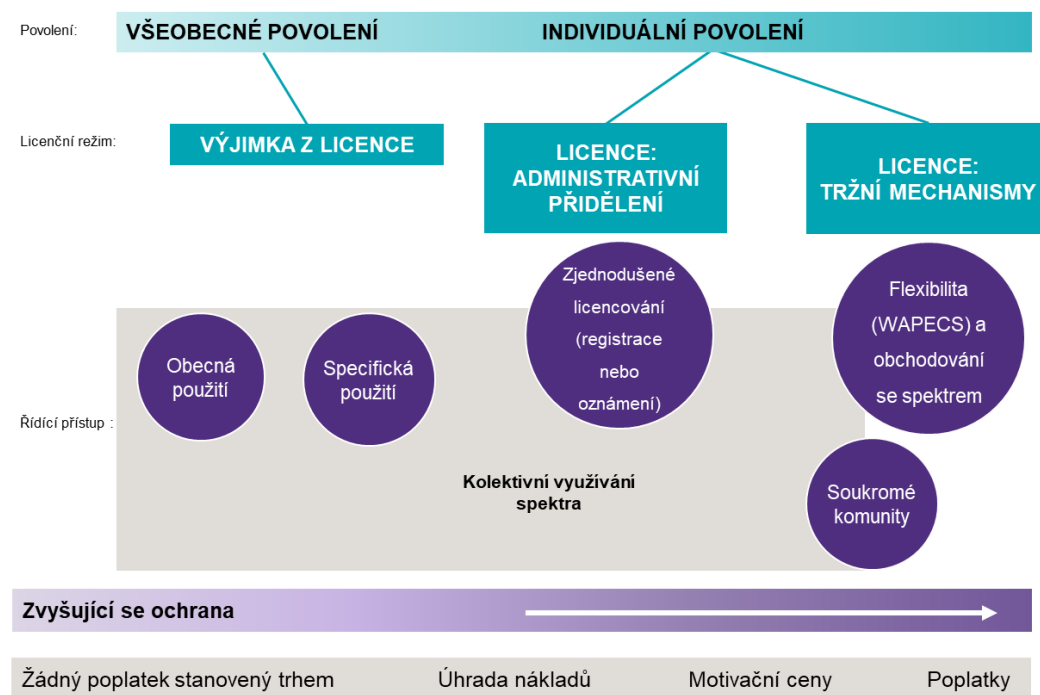 Povolení:
VŠEOBECNÉ POVOLENÍ
INDIVIDUÁLNÍ POVOLENÍ
Licenční režim:
VÝJIMKA Z LICENCE
LICENCE:
ADMINISTRATIVNÍ
PŘIDĚLENÍ
LICENCE:
TRŽNÍ MECHANISMY
Řídící přístup :
Obecná
použití
Specifická
použití
Zjednodušené
licencování
(registrace
nebo
oznámení)
Flexibilita
(WAPECS) a
obchodování
se spektrem
Kolektivní využívání
spektra
Soukromé
komunity
Zvyšující se ochrana
Žádný poplatek stanovený trhem
Úhrada nákladů
Motivační ceny
Poplatky